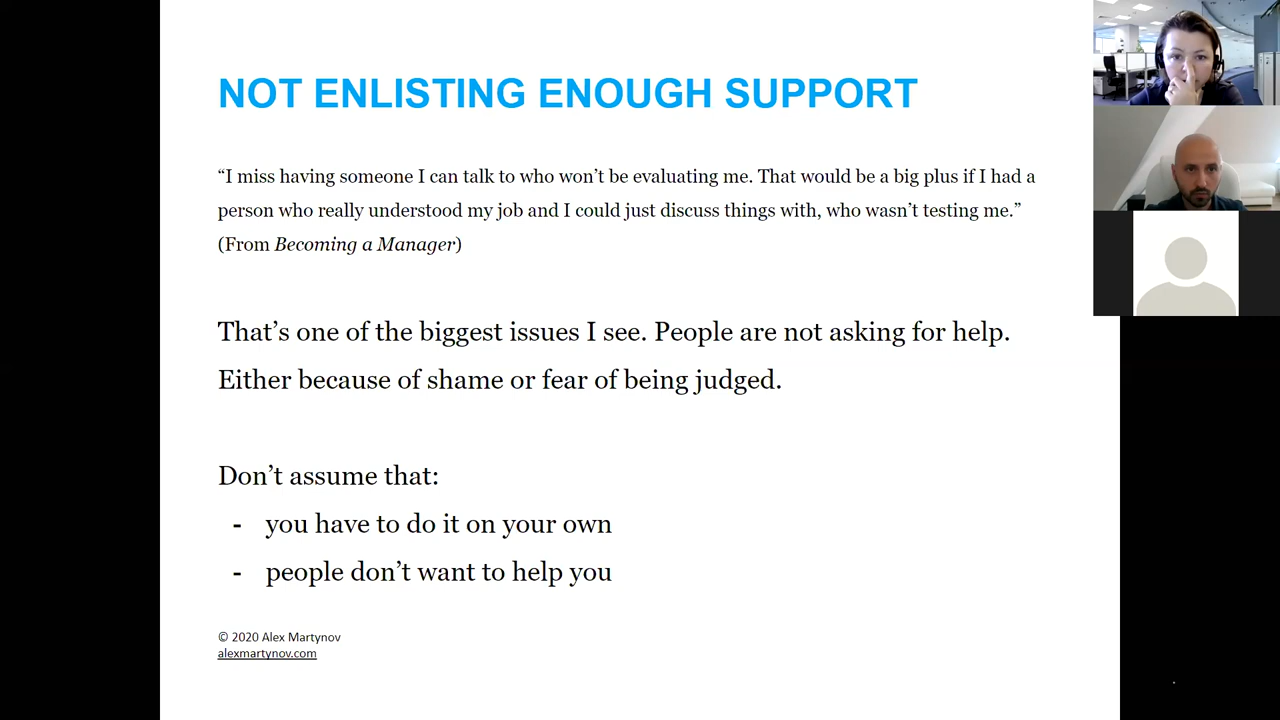 NOT ENLISTING ENOUGH SUPPORT
“I miss having someone I can talk to who won’t be evaluating me. That would be a big plus if I had a
person who really understood my job and I could just discuss things with, who wasn’t testing me.”
(From Becoming a Manager)
That’s one of the biggest issues I see. People are not asking for help.
Either because of shame or fear of being judged.
Don’t assume that:
- you have to do it on your own
- people don’t want to help you
© 2020 Alex Martynov
alexmartynov.com